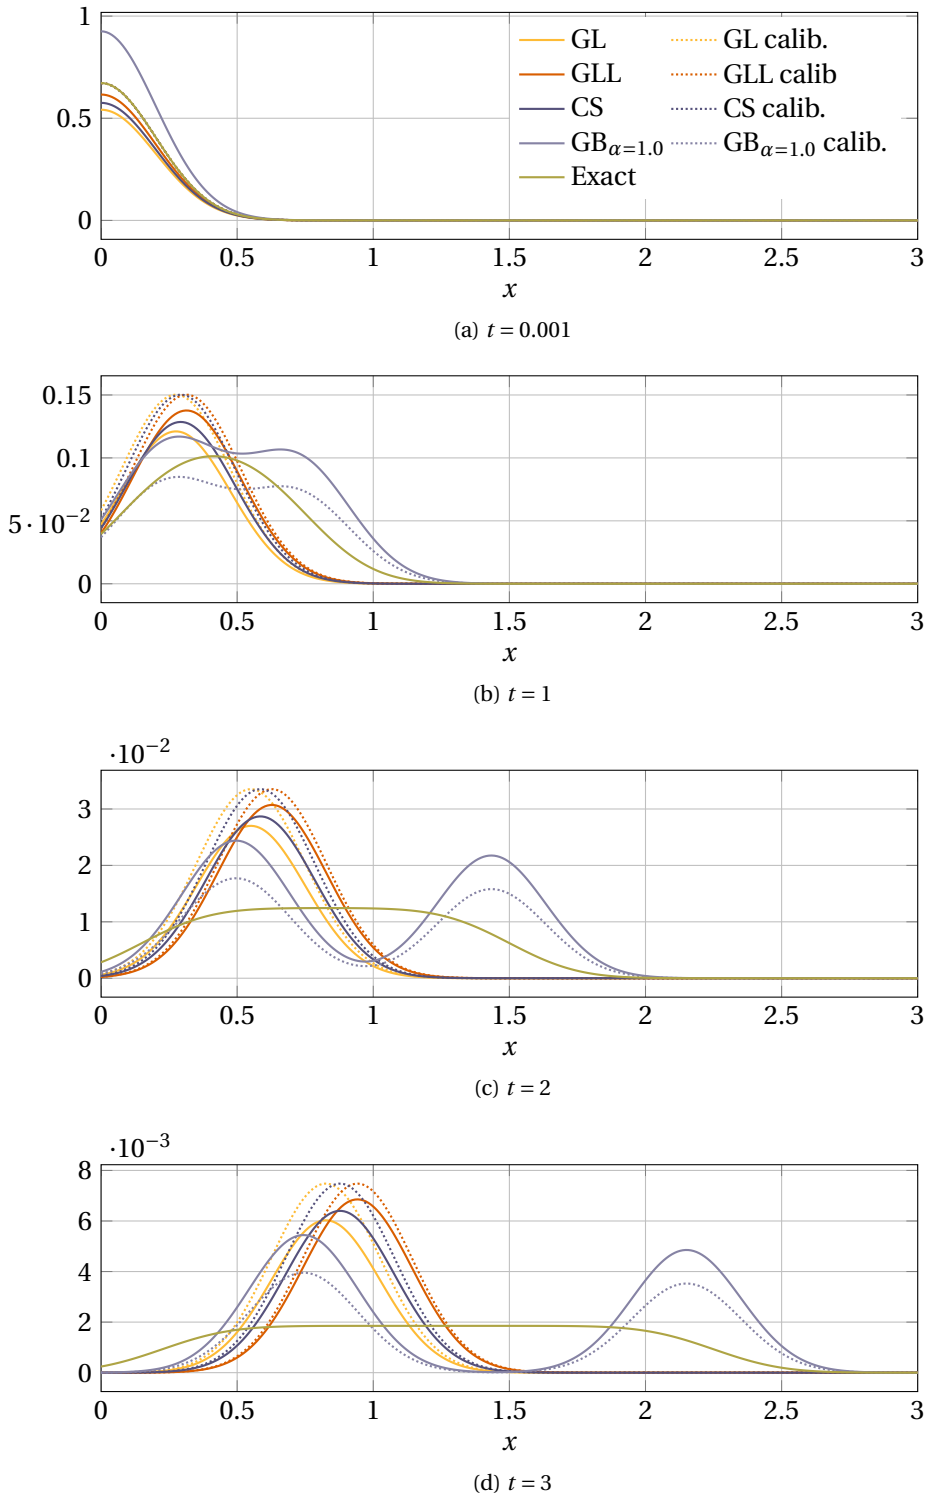 1
0.5
0
GL
GL calib.
GLL
GLL calib
CS
CS calib.
GB_{α=1.0}
GB_{α=1.0} calib.
Exact
0 0.5 1 1.5 2 2.5 3
x
(a) t = 0.001
0.15
0.1
5 · 10^{−2}
0
0 0.5 1 1.5 2 2.5 3
x
(b) t = 1
·10^{−2}
3
2
1
0
0 0.5 1 1.5 2 2.5 3
x
(c) t = 2
·10^{−3}
8
6
4
2
0
0 0.5 1 1.5 2 2.5 3
x
(d) t = 3